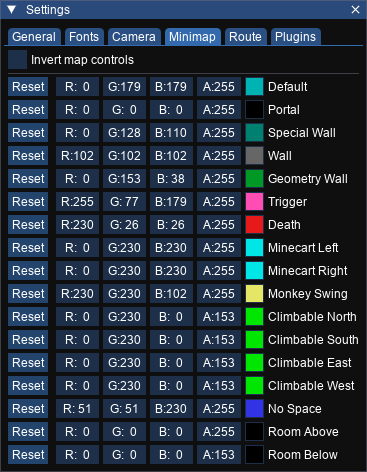 ▼ Settings ✕
General Fonts Camera Minimap Route Plugins
Invert map controls
Reset R: 0 G:179 B:179 A:255 Default
Reset R: 0 G: 0 B: 0 A:255 Portal
Reset R: 0 G:128 B:110 A:255 Special Wall
Reset R:102 G:102 B:102 A:255 Wall
Reset R: 0 G:153 B: 38 A:255 Geometry Wall
Reset R:255 G: 77 B:179 A:255 Trigger
Reset R:230 G: 26 B: 26 A:255 Death
Reset R: 0 G:230 B:230 A:255 Minecart Left
Reset R: 0 G:230 B:230 A:255 Minecart Right
Reset R:230 G:230 B:102 A:255 Monkey Swing
Reset R: 0 G:230 B: 0 A:153 Climbable North
Reset R: 0 G:230 B: 0 A:153 Climbable South
Reset R: 0 G:230 B: 0 A:153 Climbable East
Reset R: 0 G:230 B: 0 A:153 Climbable West
Reset R: 51 G: 51 B:230 A:255 No Space
Reset R: 0 G: 0 B: 0 A:255 Room Above
Reset R: 0 G: 0 B: 0 A:153 Room Below